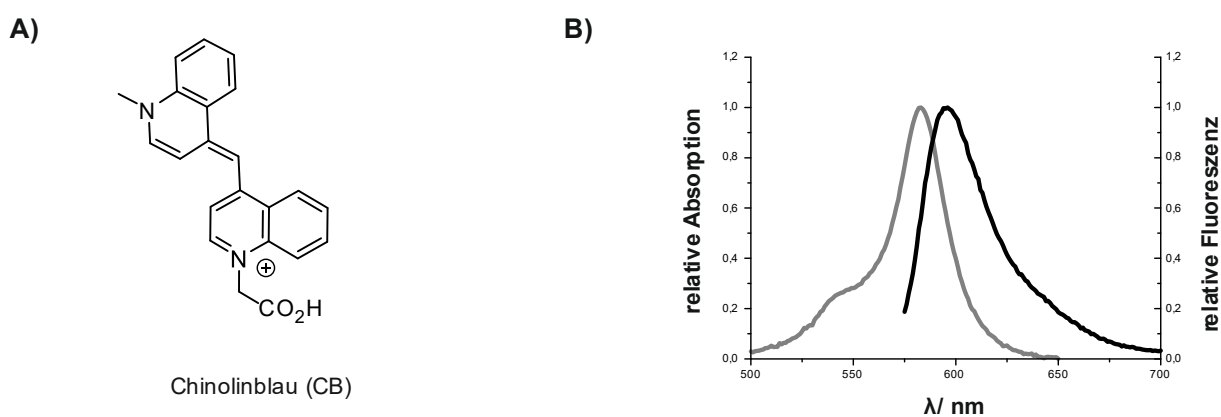 A)
N
N
⊕
CO2H
Chinolinblau (CB)
B)
1,2
1,0
0,8
0,6
0,4
0,2
0,0
relative Absorption
500 550 600 650 700
λ/ nm
1,2
1,0
0,8
0,6
0,4
0,2
0,0
relative Fluoreszenz